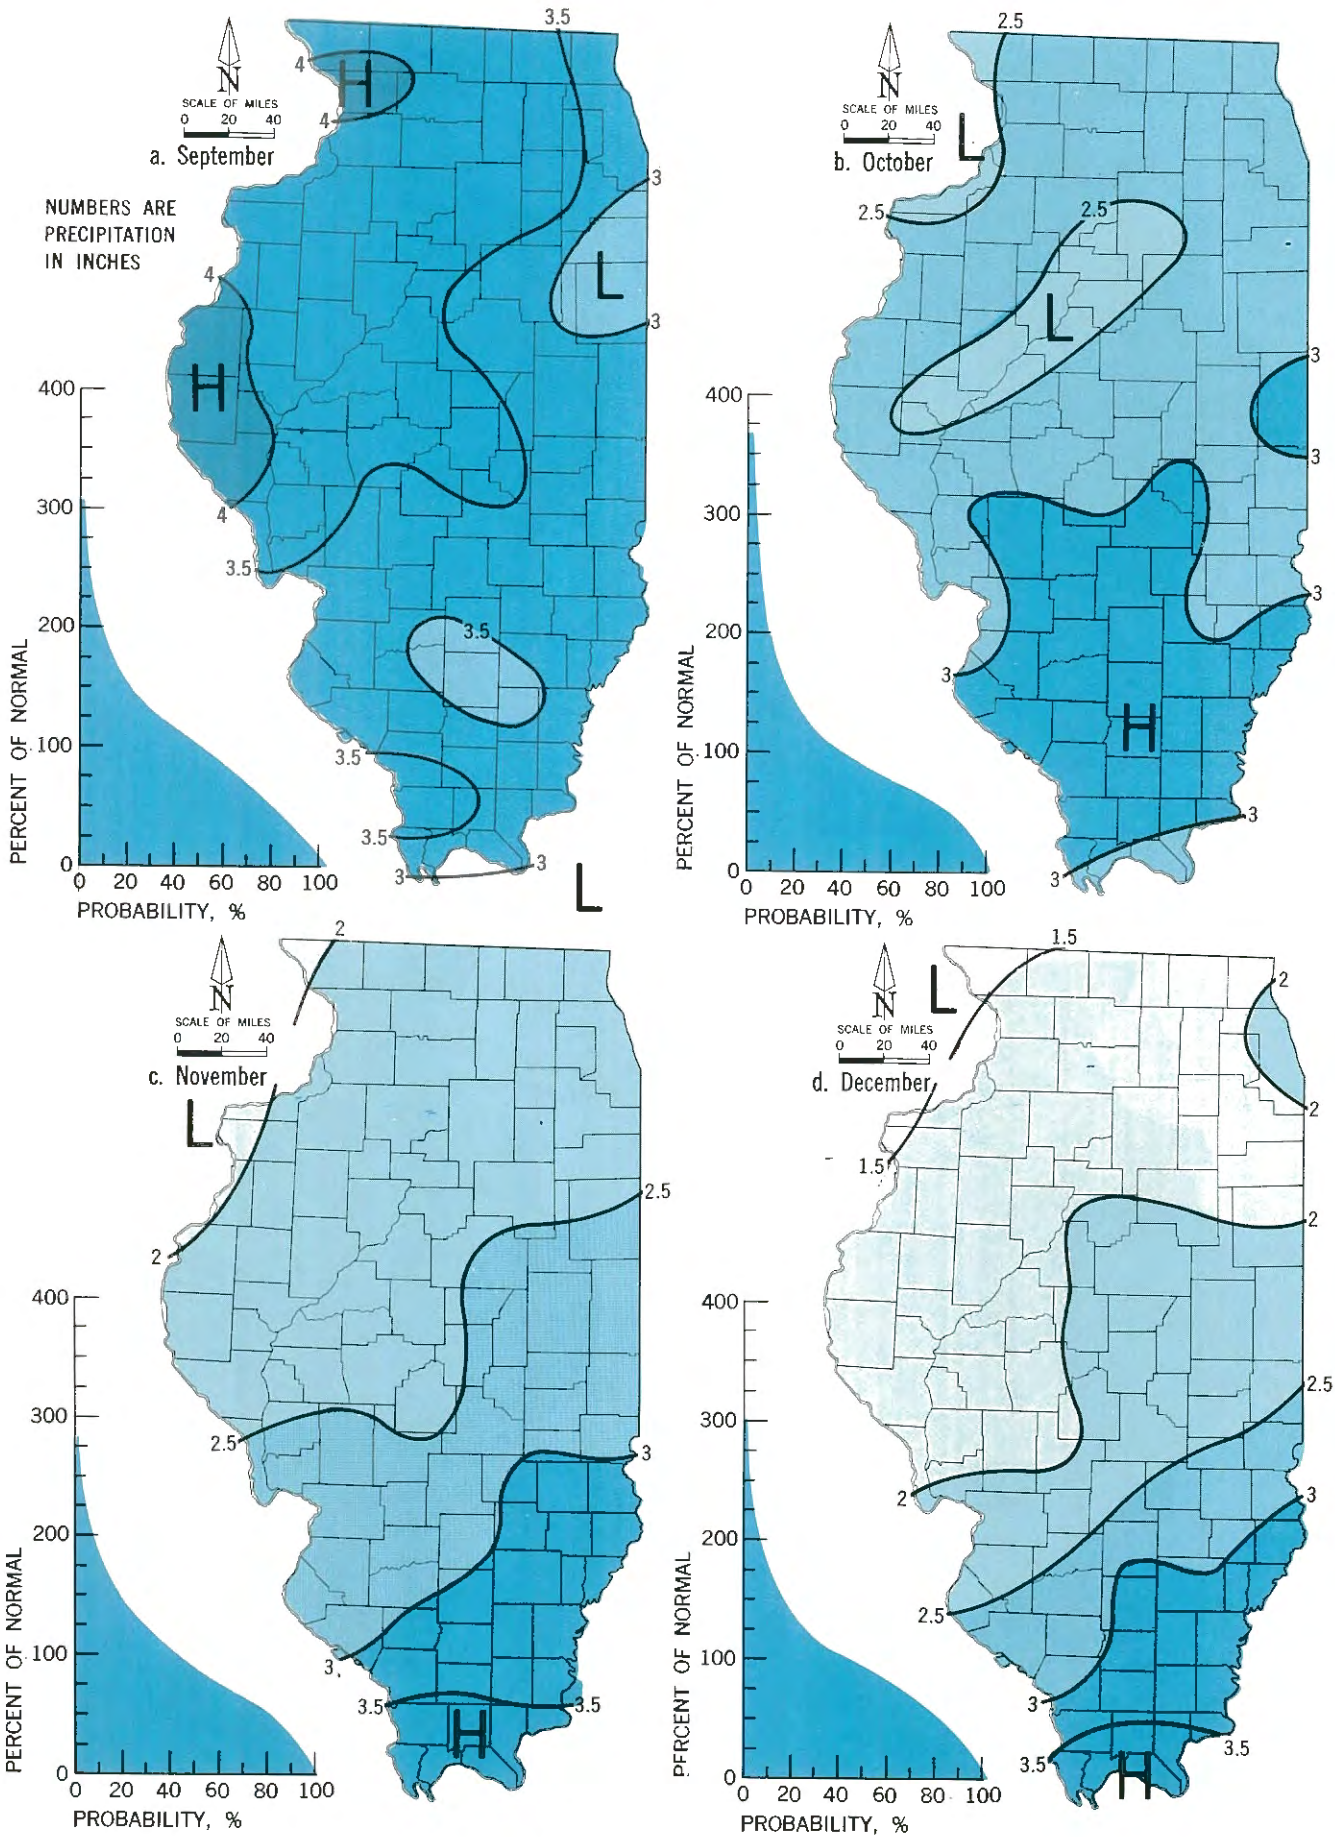 3.5
4
H
4
N
SCALE OF MILES
0 20 40
a. September
NUMBERS ARE
PRECIPITATION
IN INCHES
3
L
3
4
H
4
3.5
3.5
3.5
3.5
3
3
L
400
300
200
100
0
PERCENT OF NORMAL
0 20 40 60 80 100
PROBABILITY, %
2.5
N
SCALE OF MILES
0 20 40
b. October
L
2.5
2.5
L
3
3
3
3
H
3
3
400
300
200
100
0
PERCENT OF NORMAL
0 20 40 60 80 100
PROBABILITY, %
2
N
SCALE OF MILES
0 20 40
c. November
L
2
2.5
2.5
3
3
3.5
3.5
H
400
300
200
100
0
PERCENT OF NORMAL
0 20 40 60 80 100
PROBABILITY, %
1.5
L
N
SCALE OF MILES
0 20 40
d. December
2
2
1.5
2
2
2.5
2.5
3
3
3.5
3.5
H
400
300
200
100
0
PERCENT OF NORMAL
0 20 40 60 80 100
PROBABILITY, %